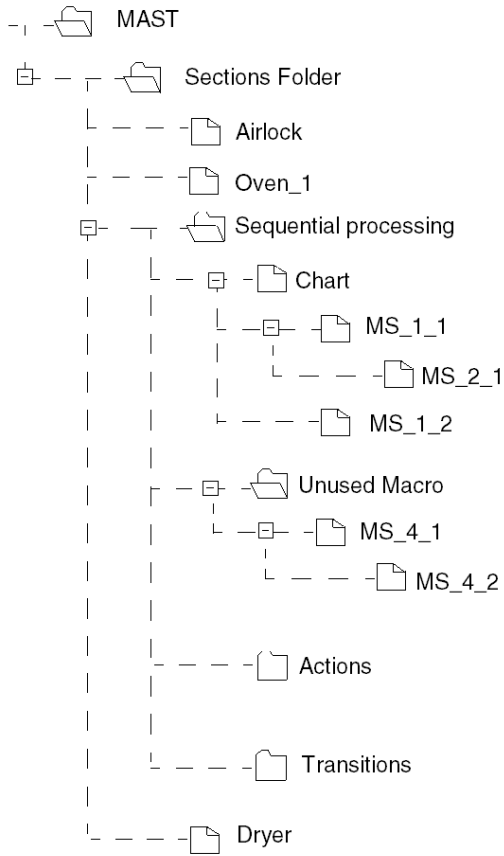 MAST
Sections Folder
Airlock
Oven_1
Sequential processing
Chart
MS_1_1
MS_2_1
MS_1_2
Unused Macro
MS_4_1
MS_4_2
Actions
Transitions
Dryer